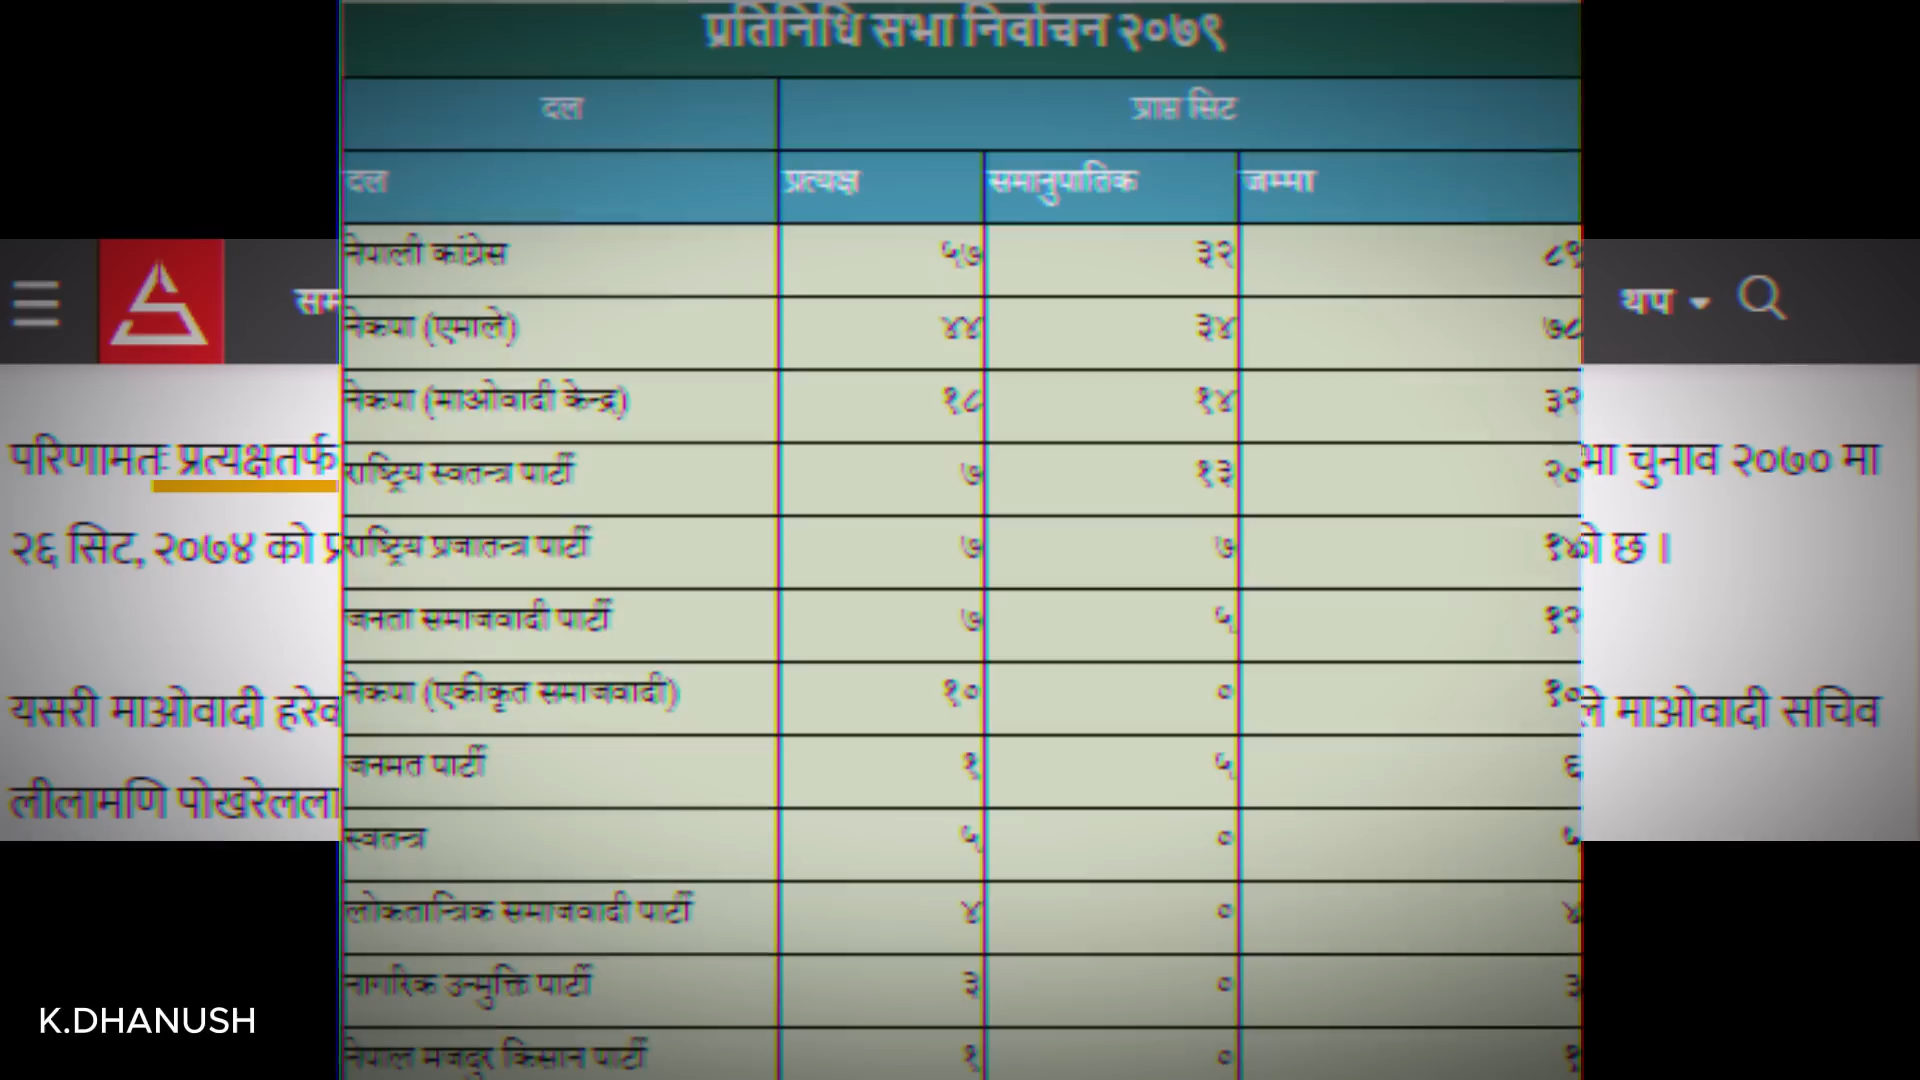 प्रतिनिधि सभा निर्वाचन २०७९
दल प्राप्त सिट
दल प्रत्यक्ष समानुपातिक जम्मा
नेपाली कांग्रेस ५७ ३२ ८९
नेकपा (एमाले) ४४ ३४ ७८
नेकपा (माओवादी केन्द्र) १८ १४ ३२
राष्ट्रिय स्वतन्त्र पार्टी ७ १३ २०
राष्ट्रिय प्रजातन्त्र पार्टी ७ ७ १४
जनता समाजवादी पार्टी ७ ५ १२
नेकपा (एकीकृत समाजवादी) १० ० १०
जनमत पार्टी १ ५ ६
स्वतन्त्र ५ ० ५
लोकतान्त्रिक समाजवादी पार्टी ४ ० ४
नागरिक उन्मुक्ति पार्टी ३ ० ३
नेपाल मजदुर किसान पार्टी १ ० १
थप
परिणामतः प्रत्यक्षतर्फ चुनाव २०७० मा
२६ सिट, २०७४ को छ ।
यसरी माओवादी माओवादी सचिव
लीलामणि
K.DHANUSH